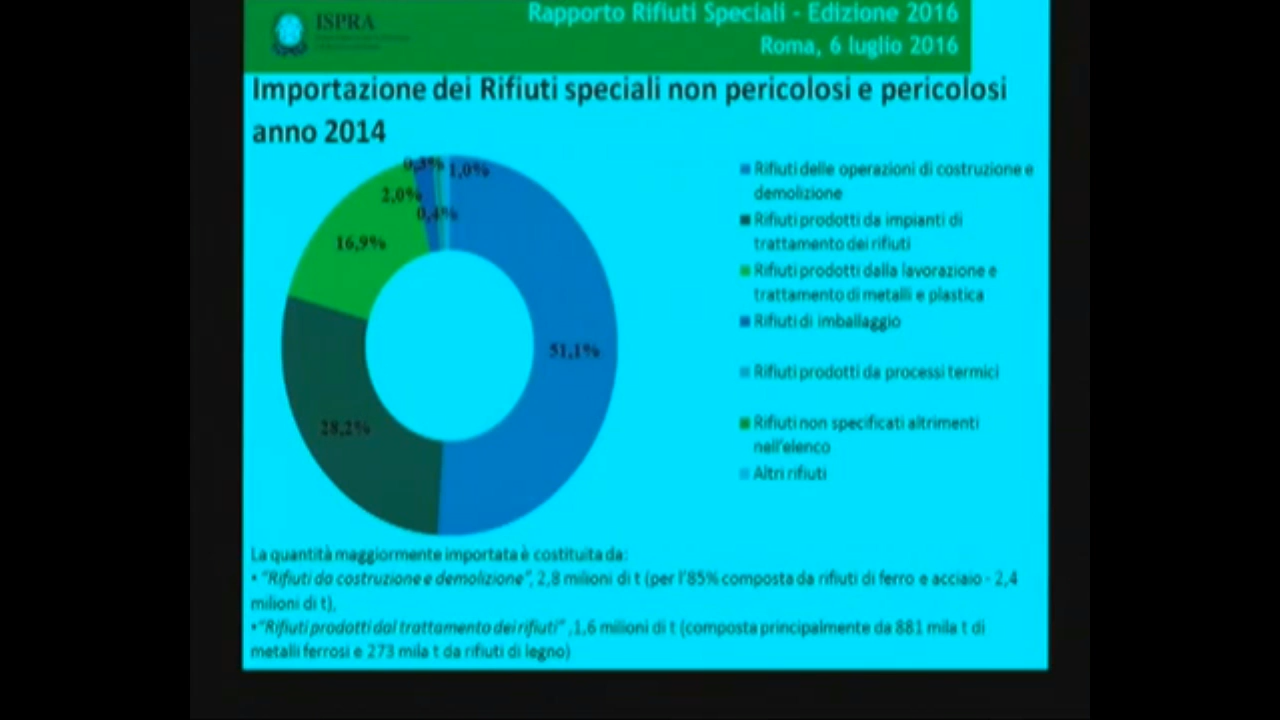 ISPRA
Rapporto Rifiuti Speciali - Edizione 2016
Roma, 6 luglio 2016
Importazione dei Rifiuti speciali non pericolosi e pericolosi
anno 2014
0,3%
1,0%
2,0%
0,4%
16,9%
51,1%
28,2%
Rifiuti delle operazioni di costruzione e
demolizione
Rifiuti prodotti da impianti di
trattamento dei rifiuti
Rifiuti prodotti dalla lavorazione e
trattamento di metalli e plastica
Rifiuti di imballaggio
Rifiuti prodotti da processi termici
Rifiuti non specificati altrimenti
nell'elenco
Altri rifiuti
La quantità maggiormente importata è costituita da:
• "Rifiuti da costruzione e demolizione", 2,8 milioni di t (per l'85% composta da rifiuti di ferro e acciaio - 2,4
milioni di t),
•"Rifiuti prodotti dal trattamento dei rifiuti" ,1,6 milioni di t (composta principalmente da 881 mila t di
metalli ferrosi e 273 mila t da rifiuti di legno)